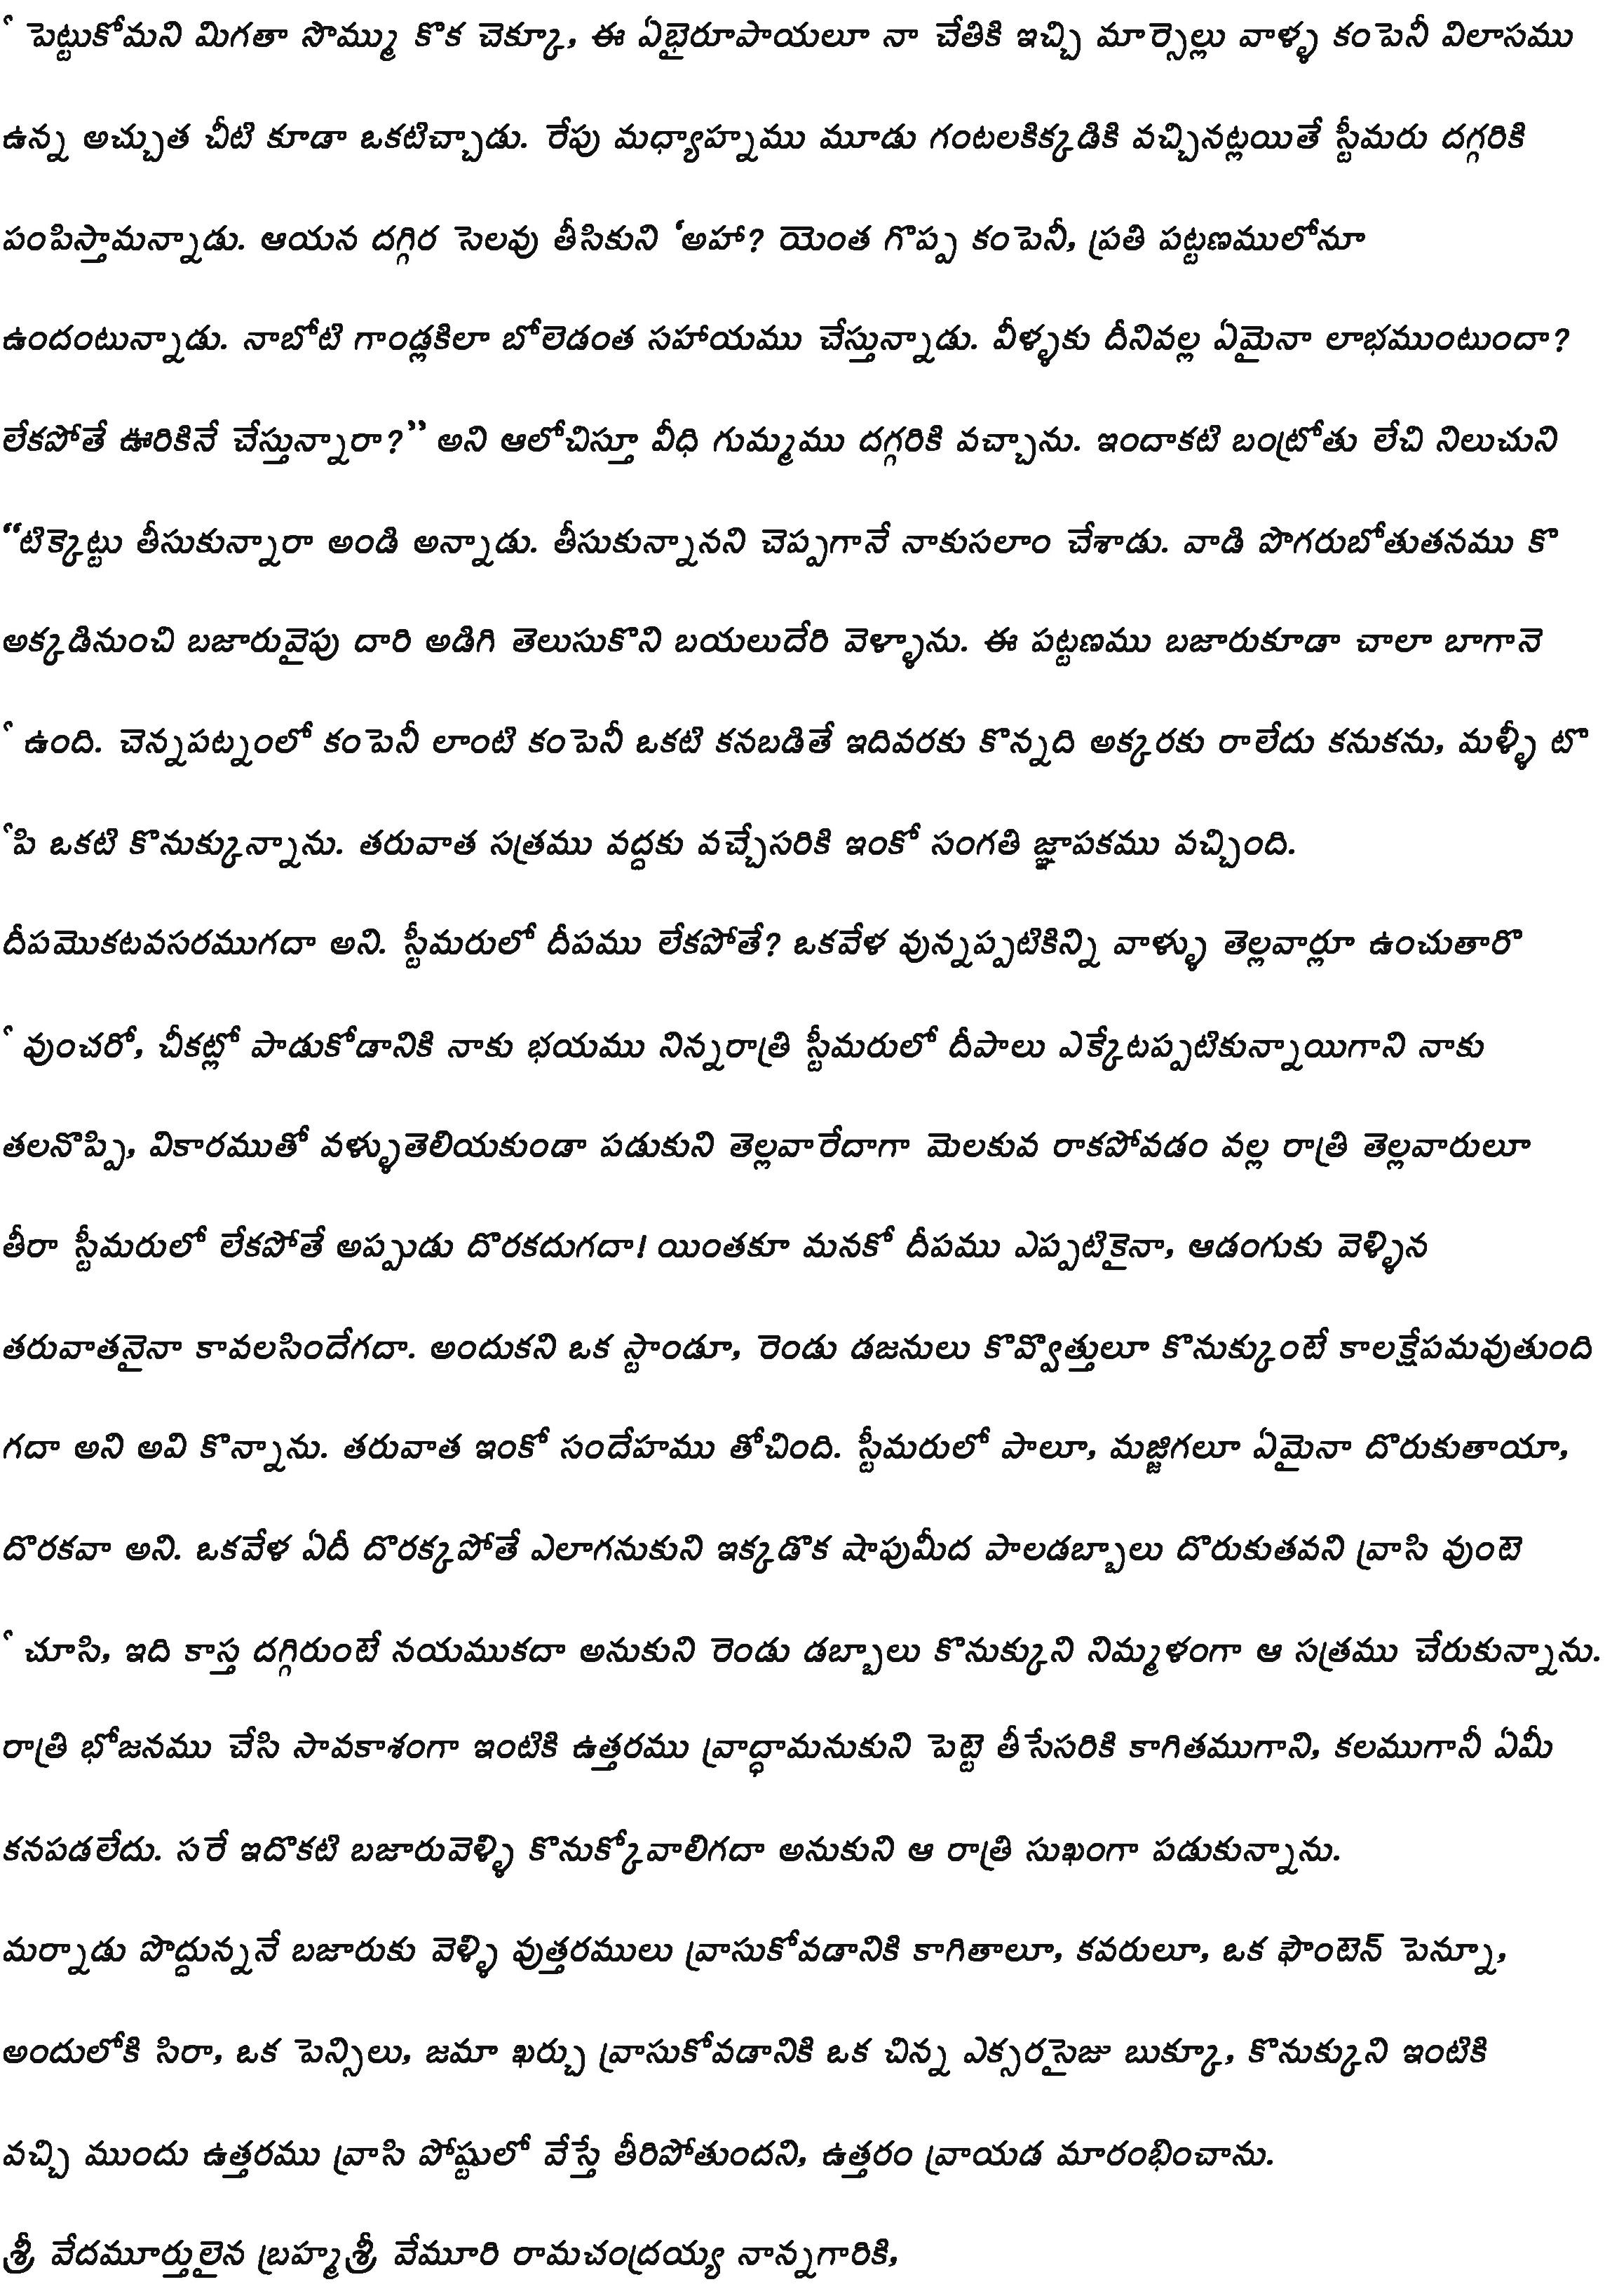 ే పెట్టుకోమని మిగతా సొమ్ము కొక చెక్కూ, ఈ ఏభైరూపాయలూ నా చేతికి ఇచ్చి మార్సెల్లు వాళ్ళ కంపెనీ విలాసము
ఉన్న అచ్చుత చీటి కూడా ఒకటిచ్చాడు. రేపు మధ్యాహ్నము మూడు గంటలకిక్కడికి వచ్చినట్లయితే స్టీమరు దగ్గరికి
పంపిస్తామన్నాడు. ఆయన దగ్గిర సెలవు తీసికుని ‘అహా? యెంత గొప్ప కంపెనీ, ప్రతి పట్టణములోనూ
ఉందంటున్నాడు. నాబోటి గాండ్లకిలా బోలెడంత సహాయము చేస్తున్నాడు. వీళ్ళకు దీనివల్ల ఏమైనా లాభముంటుందా?
లేకపోతే ఊరికినే చేస్తున్నారా?” అని ఆలోచిస్తూ వీధి గుమ్మము దగ్గరికి వచ్చాను. ఇందాకటి బంట్రోతు లేచి నిలుచుని
“టిక్కెట్టు తీసుకున్నారా అండి అన్నాడు. తీసుకున్నానని చెప్పగానే నాకుసలాం చేశాడు. వాడి పొగరుబోతుతనము కొ
అక్కడినుంచి బజారువైపు దారి అడిగి తెలుసుకొని బయలుదేరి వెళ్ళాను. ఈ పట్టణము బజారుకూడా చాలా బాగానె
ే ఉంది. చెన్నపట్నంలో కంపెనీ లాంటి కంపెనీ ఒకటి కనబడితే ఇదివరకు కొన్నది అక్కరకు రాలేదు కనుకను, మళ్ళీ టొ
ేపి ఒకటి కొనుక్కున్నాను. తరువాత సత్రము వద్దకు వచ్చేసరికి ఇంకో సంగతి జ్ఞాపకము వచ్చింది.
దీపమొకటవసరముగదా అని. స్టీమరులో దీపము లేకపోతే? ఒకవేళ వున్నప్పటికిన్ని వాళ్ళు తెల్లవార్లూ ఉంచుతారొ
ే వుంచరో, చీకట్లో పాడుకోడానికి నాకు భయము నిన్నరాత్రి స్టీమరులో దీపాలు ఎక్కేటప్పటికున్నాయిగాని నాకు
తలనొప్పి, వికారముతో వళ్ళుతెలియకుండా పడుకుని తెల్లవారేదాగా మెలకువ రాకపోవడం వల్ల రాత్రి తెల్లవారులూ
తీరా స్టీమరులో లేకపోతే అప్పుడు దొరకదుగదా! యింతకూ మనకో దీపము ఎప్పటికైనా, ఆడంగుకు వెళ్ళిన
తరువాతనైనా కావలసిందేగదా. అందుకని ఒక స్టాండూ, రెండు డజనులు కొవ్వొత్తులూ కొనుక్కుంటే కాలక్షేపమవుతుంది
గదా అని అవి కొన్నాను. తరువాత ఇంకో సందేహము తోచింది. స్టీమరులో పాలూ, మజ్జిగలూ ఏమైనా దొరుకుతాయా,
దొరకవా అని. ఒకవేళ ఏదీ దొరక్కపోతే ఎలాగనుకుని ఇక్కడొక షాపుమీద పాలడబ్బాలు దొరుకుతవని వ్రాసి వుంటె
ే చూసి, ఇది కాస్త దగ్గిరుంటే నయముకదా అనుకుని రెండు డబ్బాలు కొనుక్కుని నిమ్మళంగా ఆ సత్రము చేరుకున్నాను.
రాత్రి భోజనము చేసి సావకాశంగా ఇంటికి ఉత్తరము వ్రాద్ధామనుకుని పెట్టె తీసేసరికి కాగితముగాని, కలముగానీ ఏమీ
కనపడలేదు. సరే ఇదొకటి బజారువెళ్ళి కొనుక్కోవాలిగదా అనుకుని ఆ రాత్రి సుఖంగా పడుకున్నాను.
మర్నాడు పొద్దున్ననే బజారుకు వెళ్ళి వుత్తరములు వ్రాసుకోవడానికి కాగితాలూ, కవరులూ, ఒక ఫౌంటెన్ పెన్నూ,
అందులోకి సిరా, ఒక పెన్సిలు, జమా ఖర్చు వ్రాసుకోవడానికి ఒక చిన్న ఎక్సరసైజు బుక్కూ, కొనుక్కుని ఇంటికి
వచ్చి ముందు ఉత్తరము వ్రాసి పోష్టులో వేస్తే తీరిపోతుందని, ఉత్తరం వ్రాయడ మారంభించాను.
శ్రీ వేదమూర్తులైన బ్రహ్మశ్రీ వేమూరి రామచంద్రయ్య నాన్నగారికి,